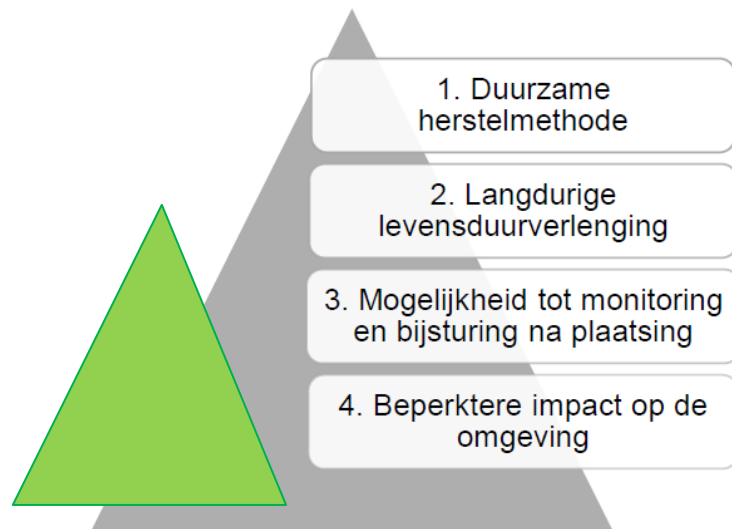 1. Duurzame
herstelmethode
2. Langdurige
levensduurverlenging
3. Mogelijkheid tot monitoring
en bijsturing na plaatsing
4. Beperktere impact op de
omgeving